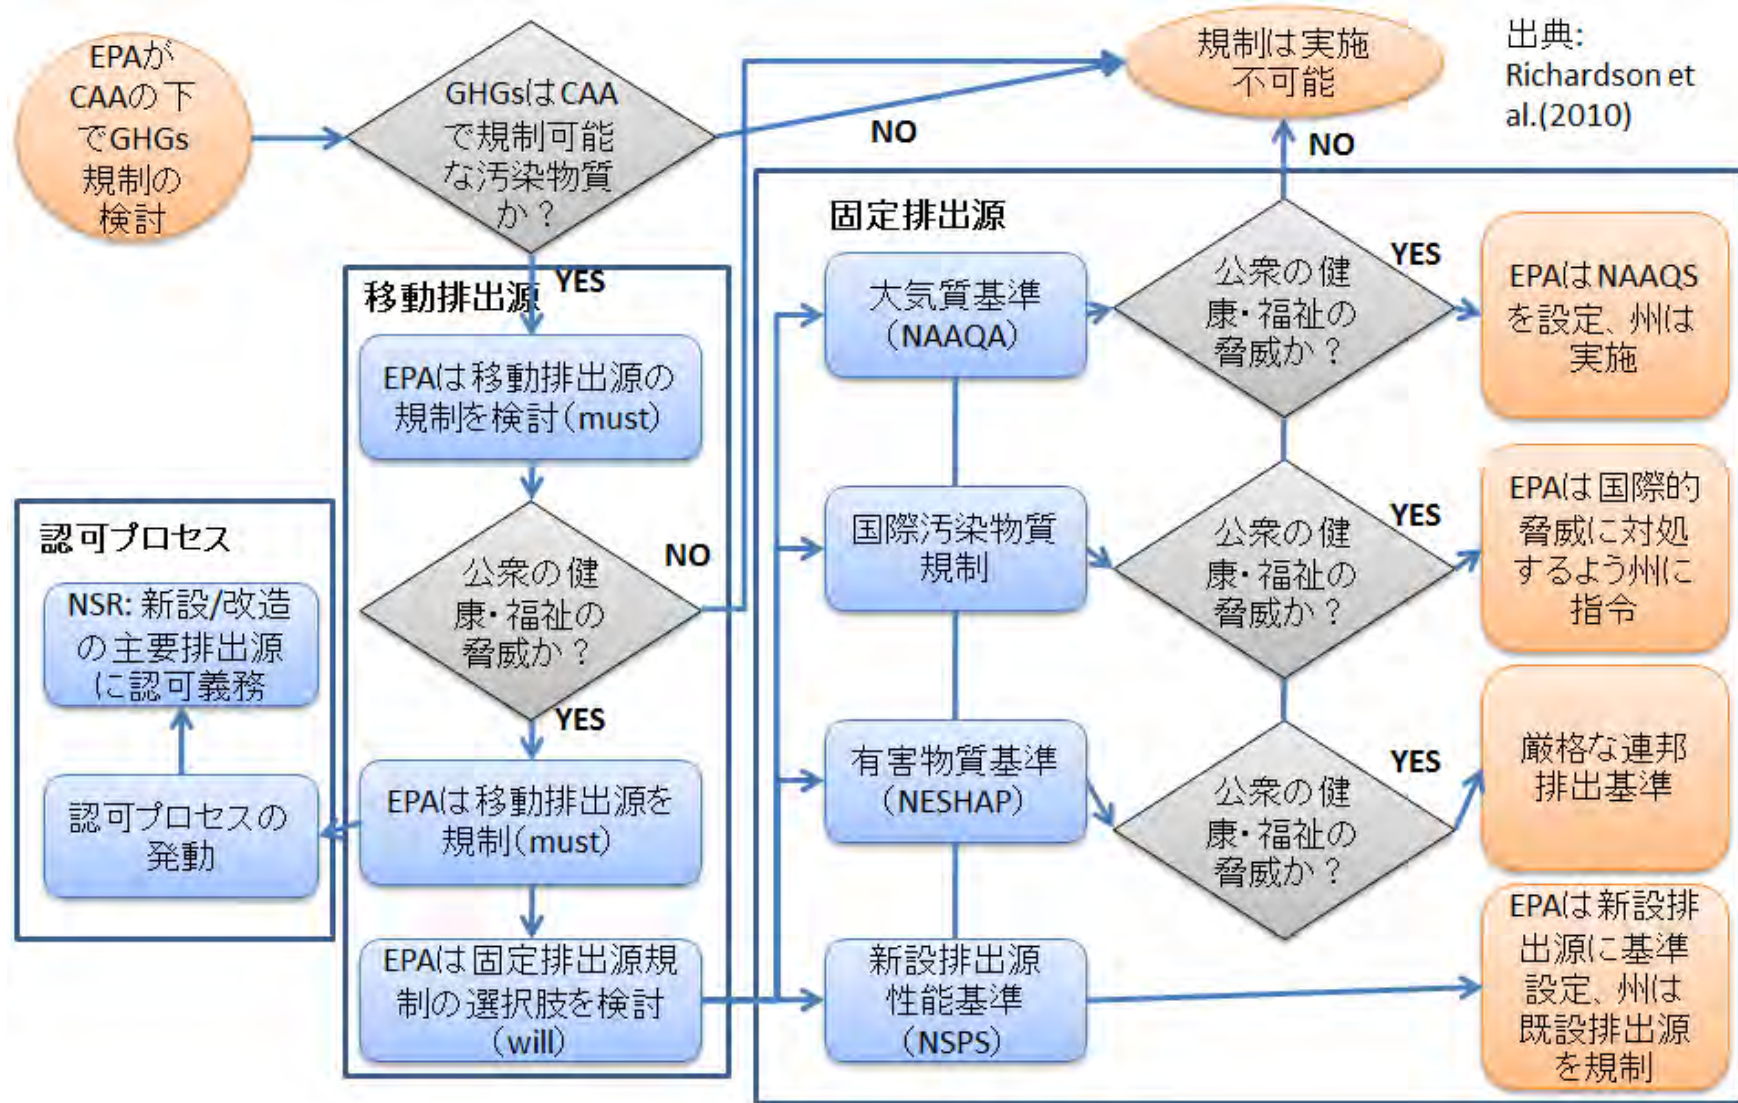 EPAが
CAAの下
でGHGs
規制の
検討
GHGsはCAA
で規制可能
な汚染物質
か？
規制は実施
不可能
出典:
Richardson et
al.(2010)
NO
NO
YES
移動排出源
EPAは移動排出源の
規制を検討(must)
公衆の健
康・福祉の
脅威か？
NO
YES
EPAは移動排出源を
規制(must)
EPAは固定排出源規
制の選択肢を検討
(will)
認可プロセス
NSR: 新設/改造
の主要排出源
に認可義務
認可プロセスの
発動
固定排出源
大気質基準
(NAAQA)
公衆の健
康・福祉の
脅威か？
YES
EPAはNAAQS
を設定、州は
実施
国際汚染物質
規制
公衆の健
康・福祉の
脅威か？
YES
EPAは国際的
脅威に対処
するよう州に
指令
有害物質基準
(NESHAP)
公衆の健
康・福祉の
脅威か？
YES
厳格な連邦
排出基準
新設排出源
性能基準
(NSPS)
EPAは新設排
出源に基準
設定、州は
既設排出源
を規制